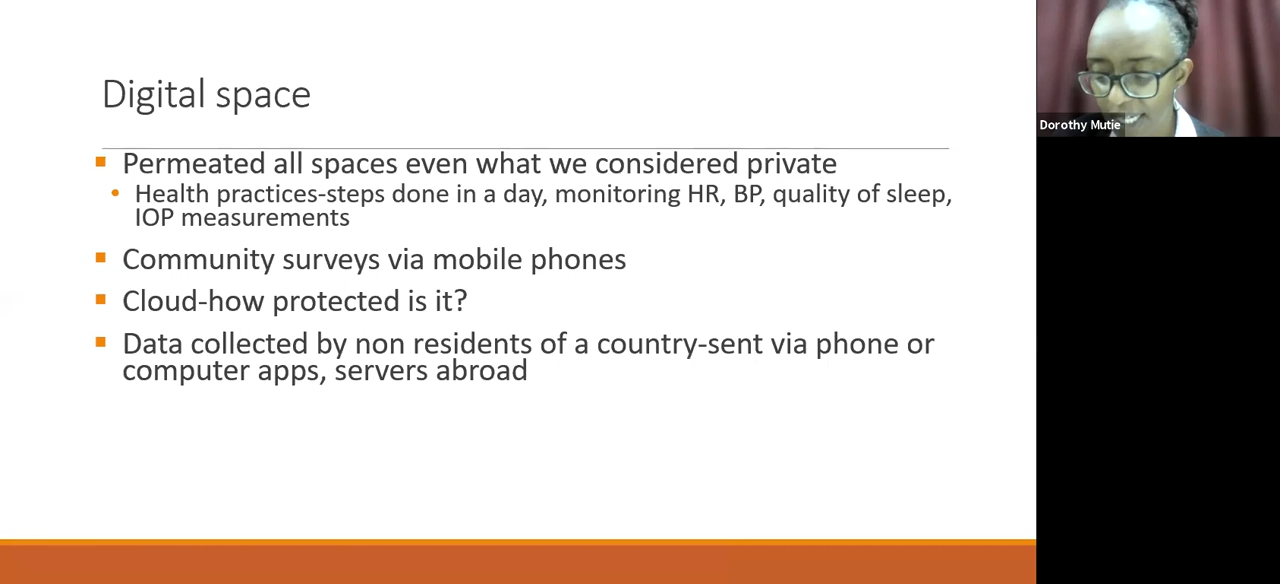 Digital space
Permeated all spaces even what we considered private
Health practices-steps done in a day, monitoring HR, BP, quality of sleep,
IOP measurements
Community surveys via mobile phones
Cloud-how protected is it?
Data collected by non residents of a country-sent via phone or
computer apps, servers abroad
Dorothy Mutie